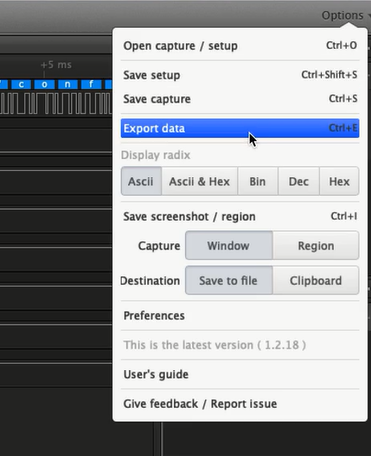 Options
+5 ms
c o n f
Open capture / setup Ctrl+O
Save setup Ctrl+Shift+S
Save capture Ctrl+S
Export data Ctrl+E
Display radix
Ascii Ascii & Hex Bin Dec Hex
Save screenshot / region Ctrl+I
Capture Window Region
Destination Save to file Clipboard
Preferences
This is the latest version ( 1.2.18 )
User's guide
Give feedback / Report issue